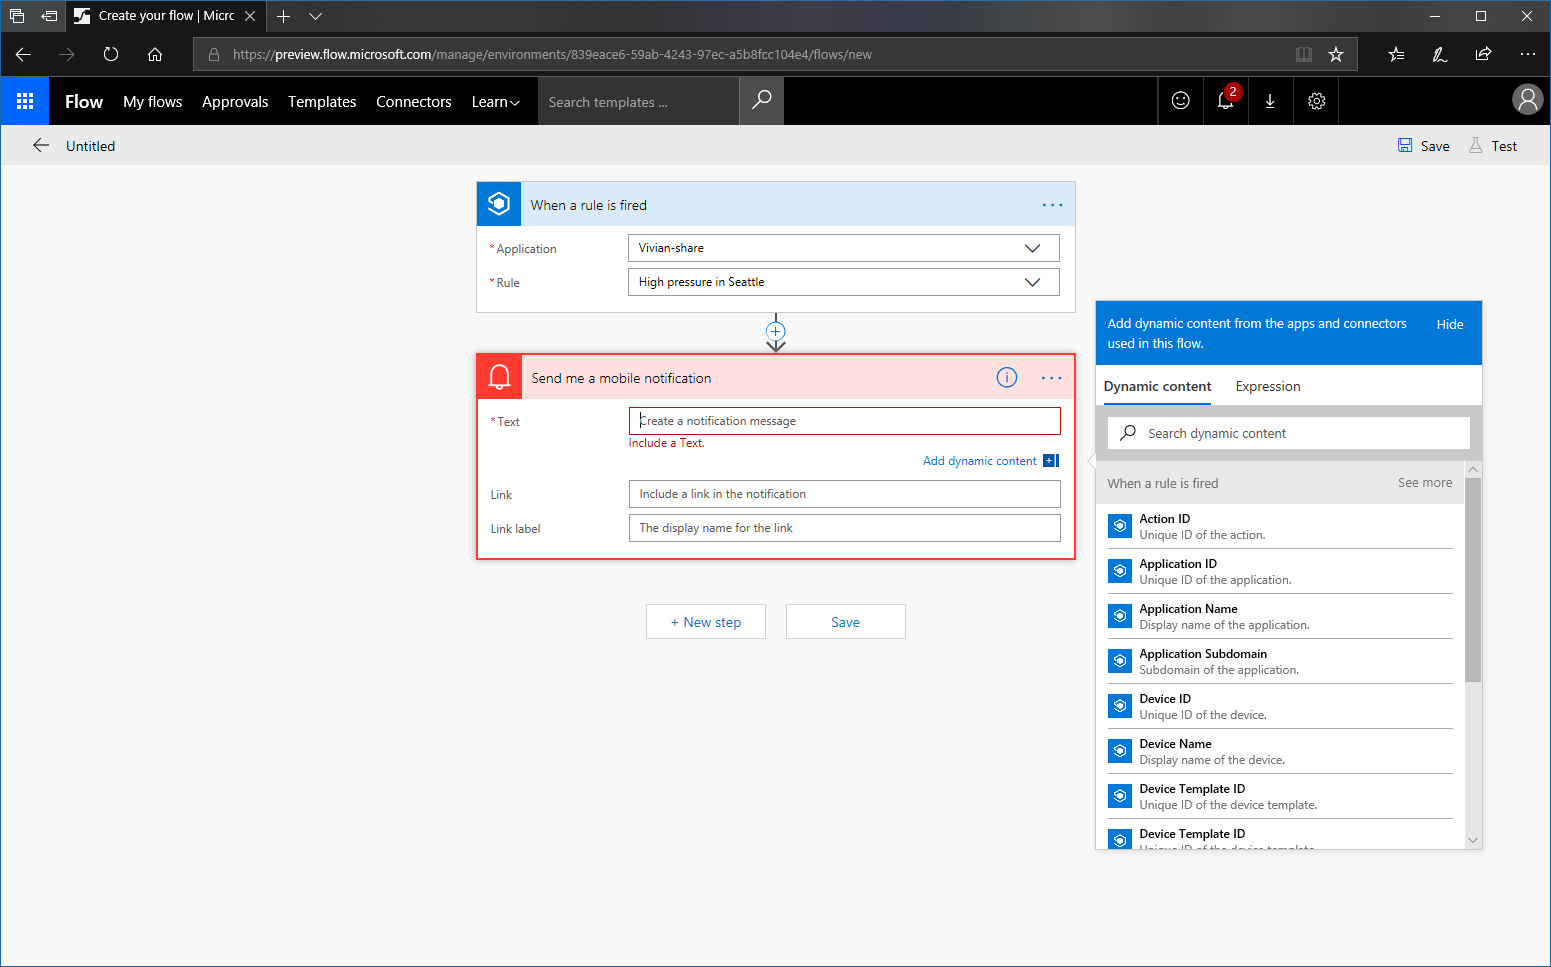 Create your flow | Micro
https://preview.flow.microsoft.com/manage/environments/839eace6-59ab-4243-97ec-a5b8fcc104e4/flows/new
Flow My flows Approvals Templates Connectors Learn Search templates ... 2
Untitled Save Test
When a rule is fired
* Application Vivian-share
* Rule High pressure in Seattle
Send me a mobile notification
* Text Create a notification message
Include a Text.
Add dynamic content
Link Include a link in the notification
Link label The display name for the link
+ New step Save
Add dynamic content from the apps and connectors
used in this flow.
Hide
Dynamic content Expression
Search dynamic content
When a rule is fired See more
Action ID
Unique ID of the action.
Application ID
Unique ID of the application.
Application Name
Display name of the application.
Application Subdomain
Subdomain of the application.
Device ID
Unique ID of the device.
Device Name
Display name of the device.
Device Template ID
Unique ID of the device template.
Device Template ID
Unique ID of the device template.